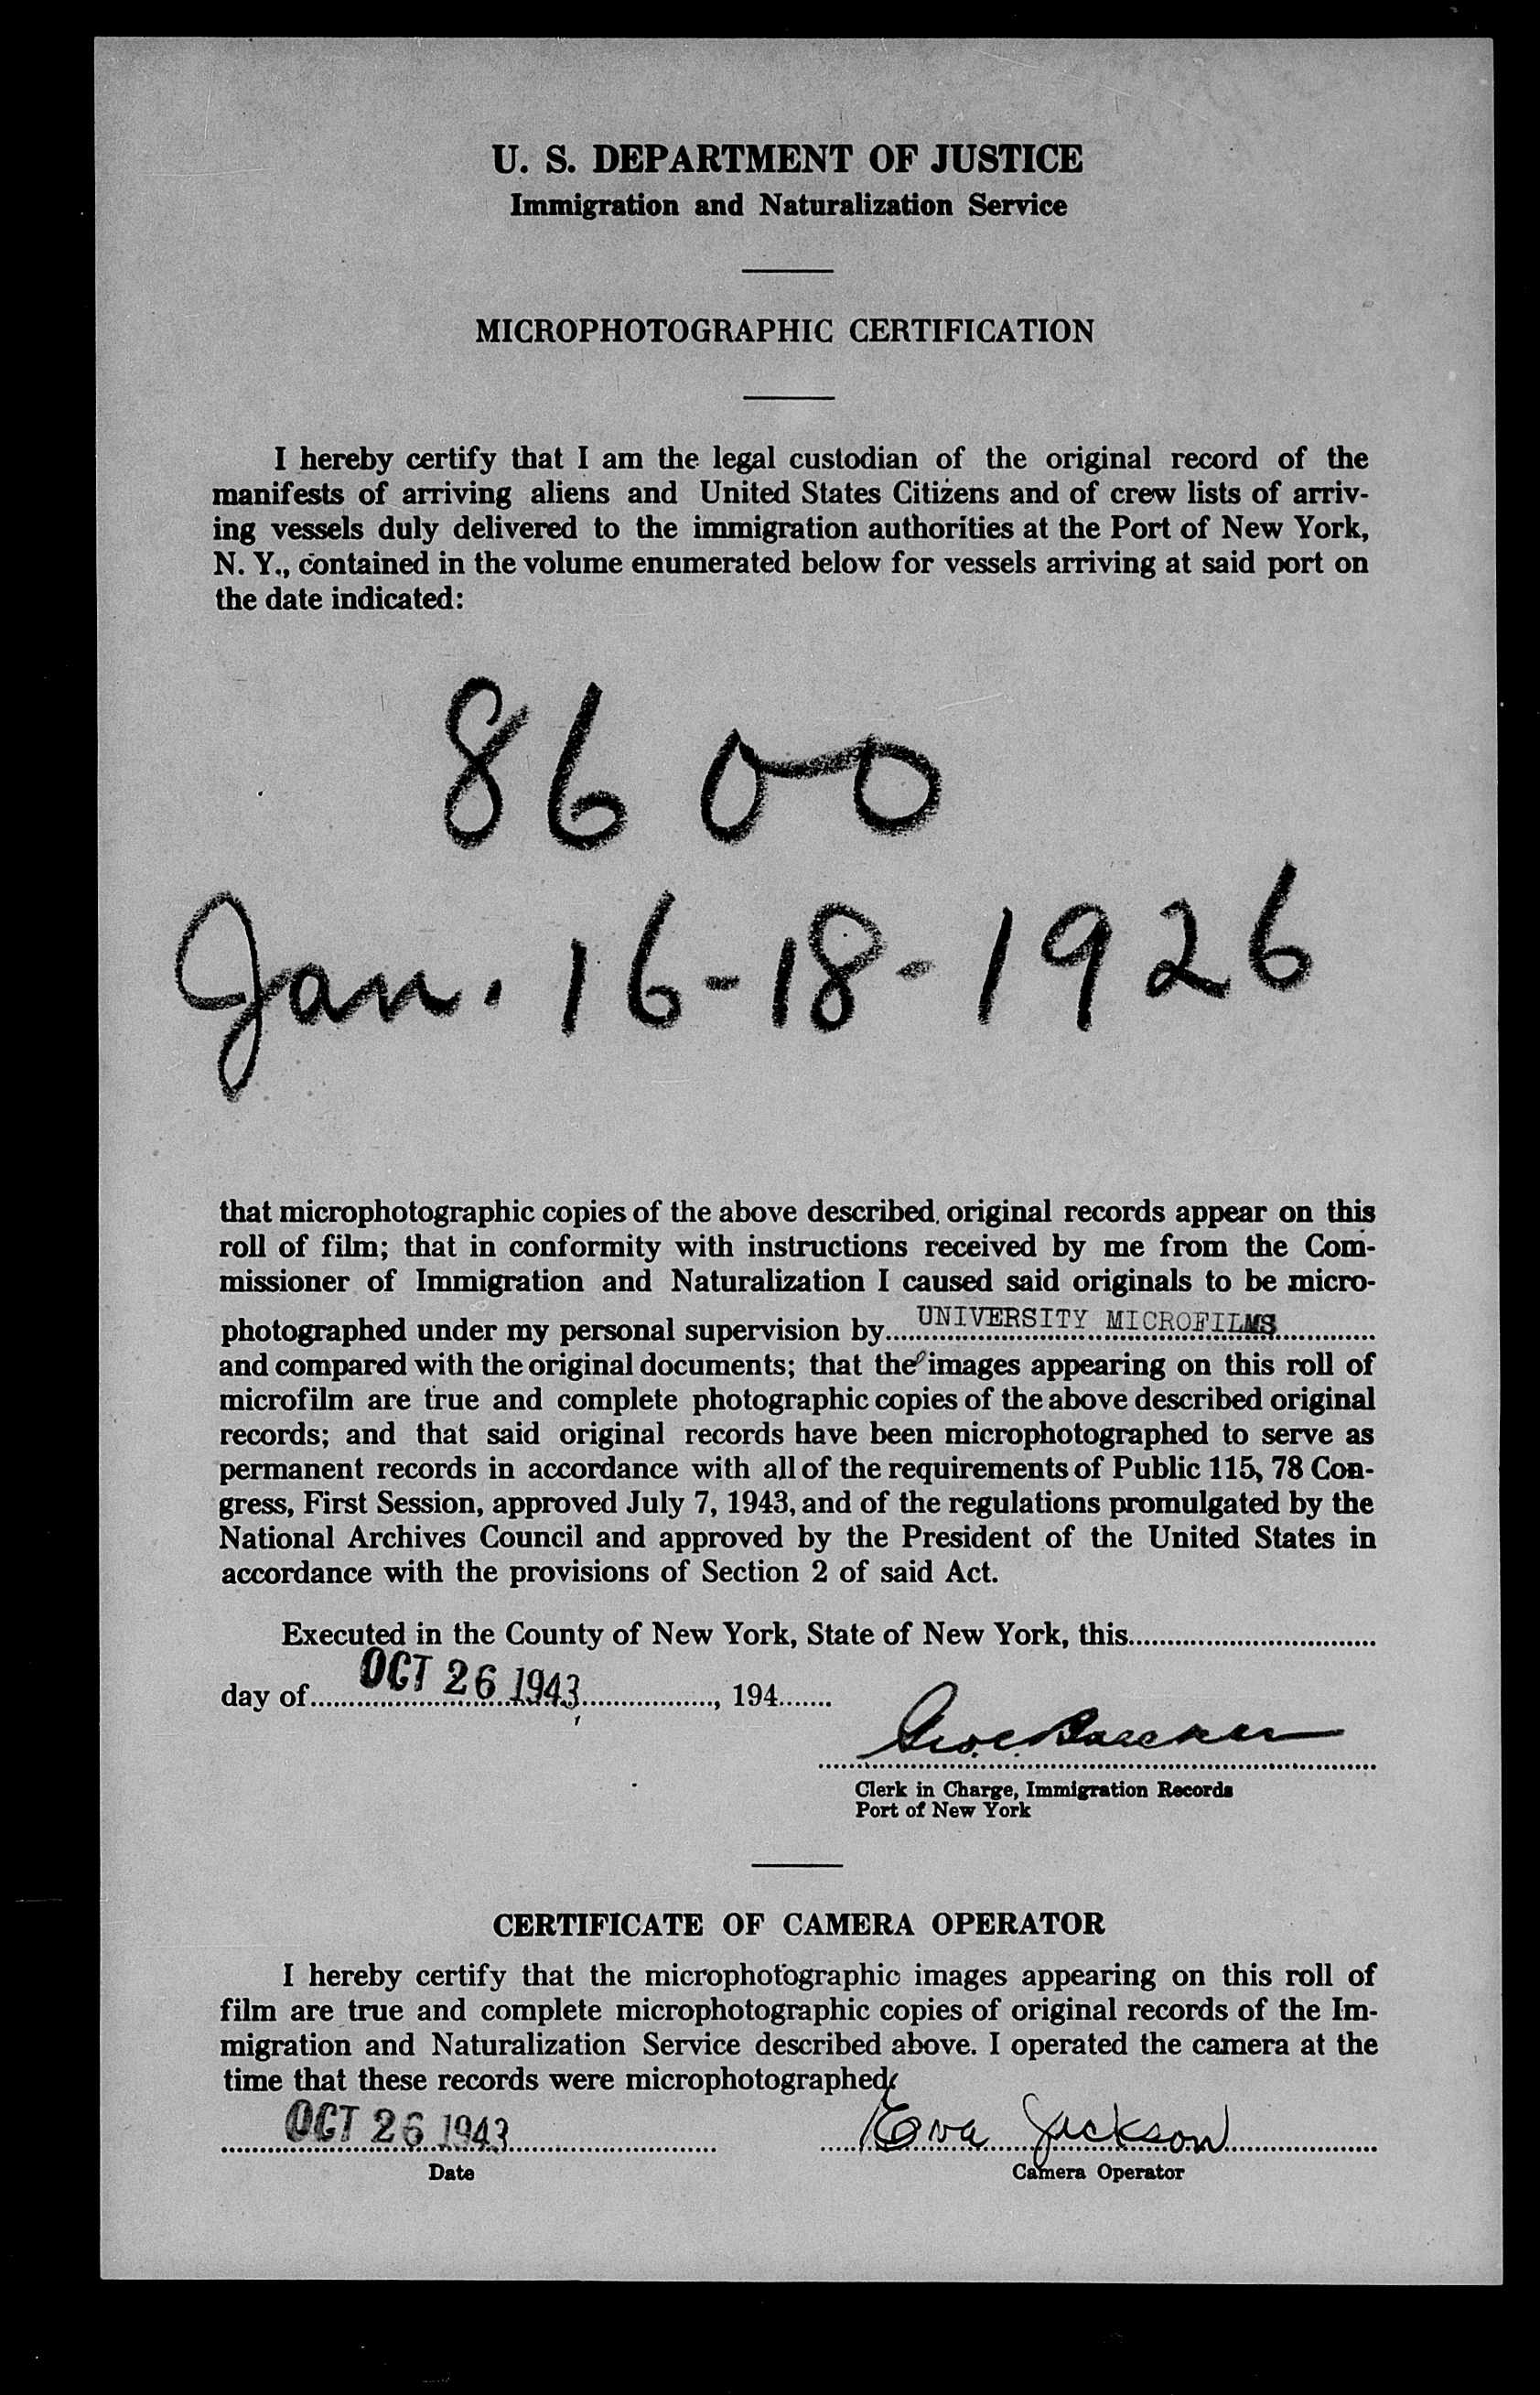 U. S. DEPARTMENT OF JUSTICE
Immigration and Naturalization Service
MICROPHOTOGRAPHIC CERTIFICATION
I hereby certify that I am the legal custodian of the original record of the
manifests of arriving aliens and United States Citizens and of crew lists of arriv-
ing vessels duly delivered to the immigration authorities at the Port of New York,
N. Y., contained in the volume enumerated below for vessels arriving at said port on
the date indicated:
8600
Jan. 16-18-1926
that microphotographic copies of the above described original records appear on this
roll of film; that in conformity with instructions received by me from the Com-
missioner of Immigration and Naturalization I caused said originals to be micro-
photographed under my personal supervision by UNIVERSITY MICROFILMS
and compared with the original documents; that the images appearing on this roll of
microfilm are true and complete photographic copies of the above described original
records; and that said original records have been microphotographed to serve as
permanent records in accordance with all of the requirements of Public 115, 78 Con-
gress, First Session, approved July 7, 1943, and of the regulations promulgated by the
National Archives Council and approved by the President of the United States in
accordance with the provisions of Section 2 of said Act.
Executed in the County of New York, State of New York, this
day of OCT 26 1943, 194
Clerk in Charge, Immigration Records
Port of New York
CERTIFICATE OF CAMERA OPERATOR
I hereby certify that the microphotographic images appearing on this roll of
film are true and complete microphotographic copies of original records of the Im-
migration and Naturalization Service described above. I operated the camera at the
time that these records were microphotographed.
OCT 26 1943 Eva Jackson
Date Camera Operator